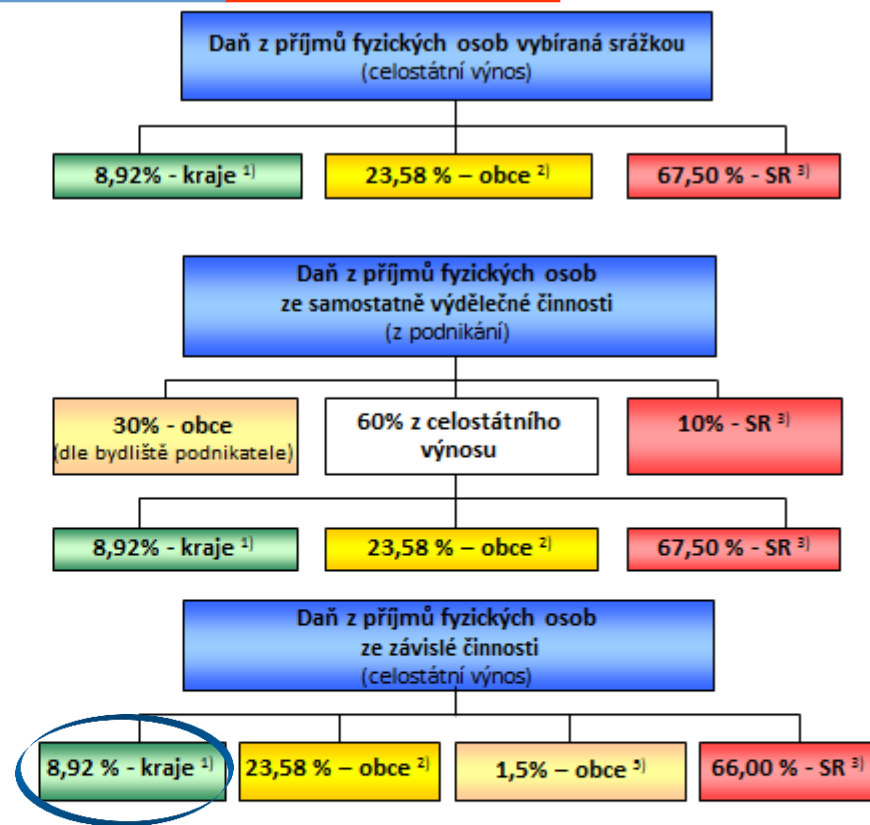 Daň z příjmů fyzických osob vybíraná srážkou
(celostátní výnos)
8,92% - kraje ¹⁾
23,58 % – obce ²⁾
67,50 % - SR ³⁾
Daň z příjmů fyzických osob
ze samostatně výdělečné činnosti
(z podnikání)
30% - obce
(dle bydliště podnikatele)
60% z celostátního
výnosu
10% - SR ³⁾
8,92% - kraje ¹⁾
23,58 % – obce ²⁾
67,50 % - SR ³⁾
Daň z příjmů fyzických osob
ze závislé činnosti
(celostátní výnos)
8,92 % - kraje ¹⁾
23,58 % – obce ²⁾
1,5% – obce ⁵⁾
66,00 % - SR ³⁾